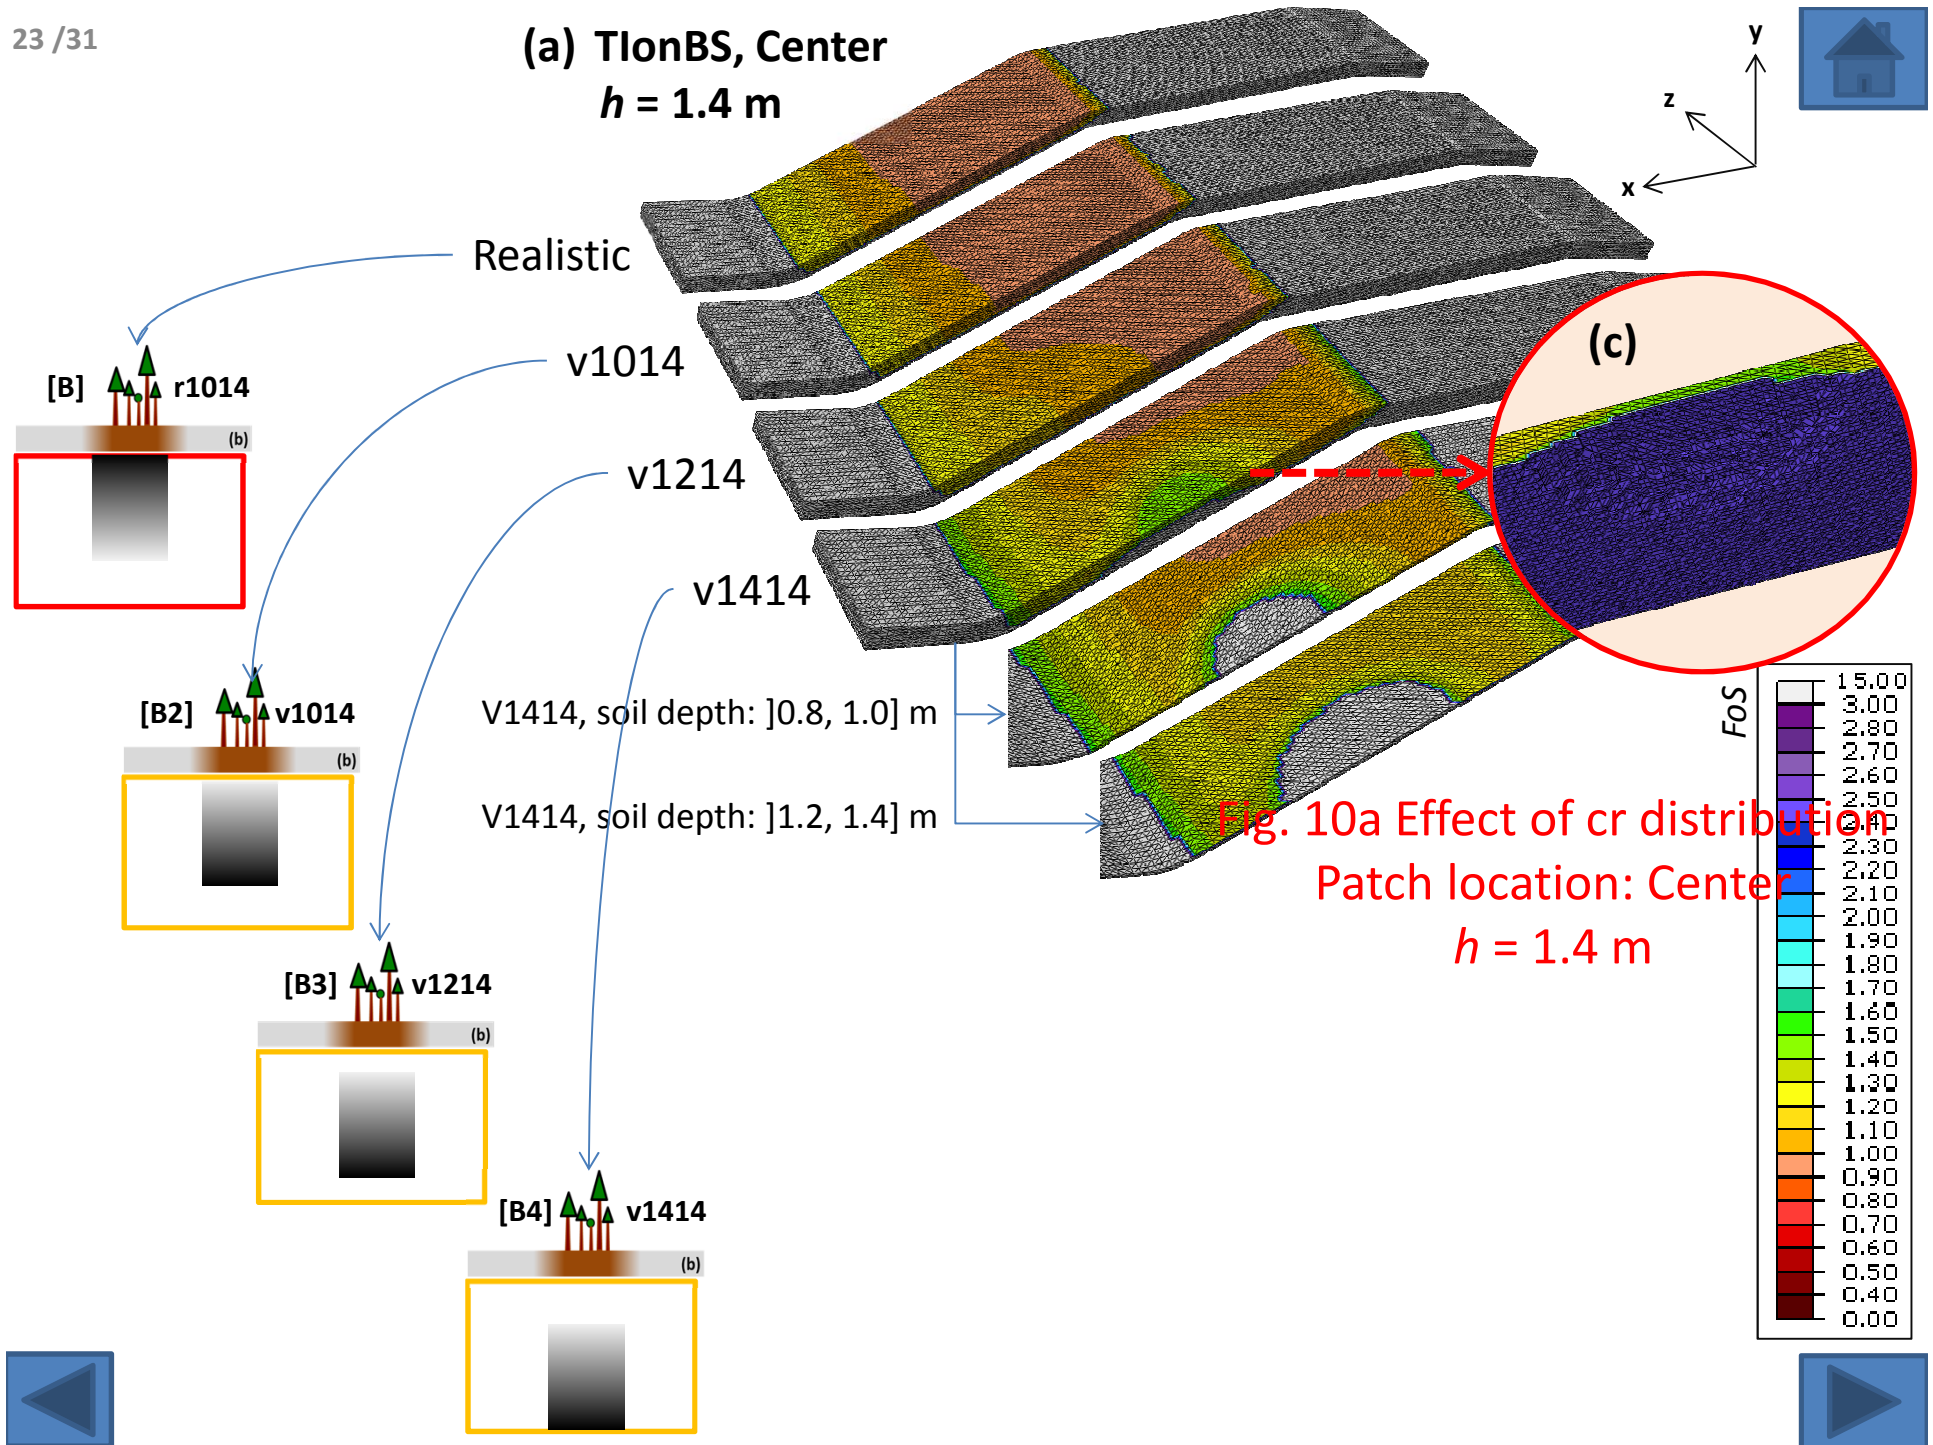 23 /31
(a) TIonBS, Center
h = 1.4 m
y
z
x
Realistic
v1014
v1214
v1414
(c)
[B] r1014
(b)
[B2] v1014
(b)
[B3] v1214
(b)
[B4] v1414
(b)
V1414, soil depth: ]0.8, 1.0] m
V1414, soil depth: ]1.2, 1.4] m
Fig. 10a Effect of cr distribution
Patch location: Center
h = 1.4 m
FoS
15.00
3.00
2.80
2.70
2.60
2.50
2.40
2.30
2.20
2.10
2.00
1.90
1.80
1.70
1.60
1.50
1.40
1.30
1.20
1.10
1.00
0.90
0.80
0.70
0.60
0.50
0.40
0.00